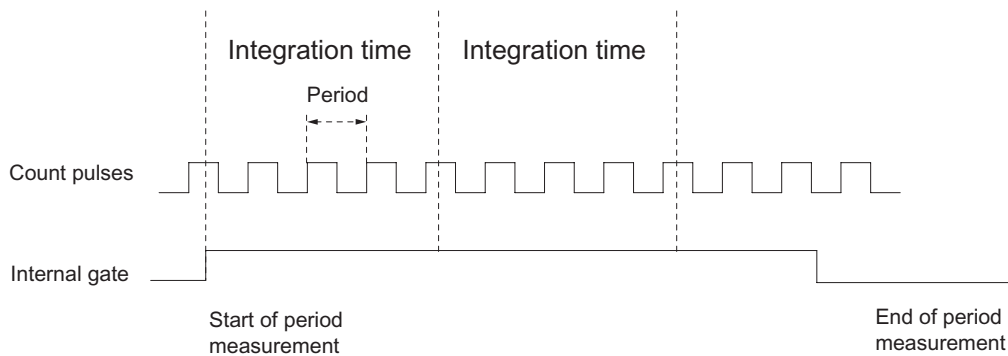 Integration time
Integration time
Period
Count pulses
Internal gate
Start of period
measurement
End of period
measurement